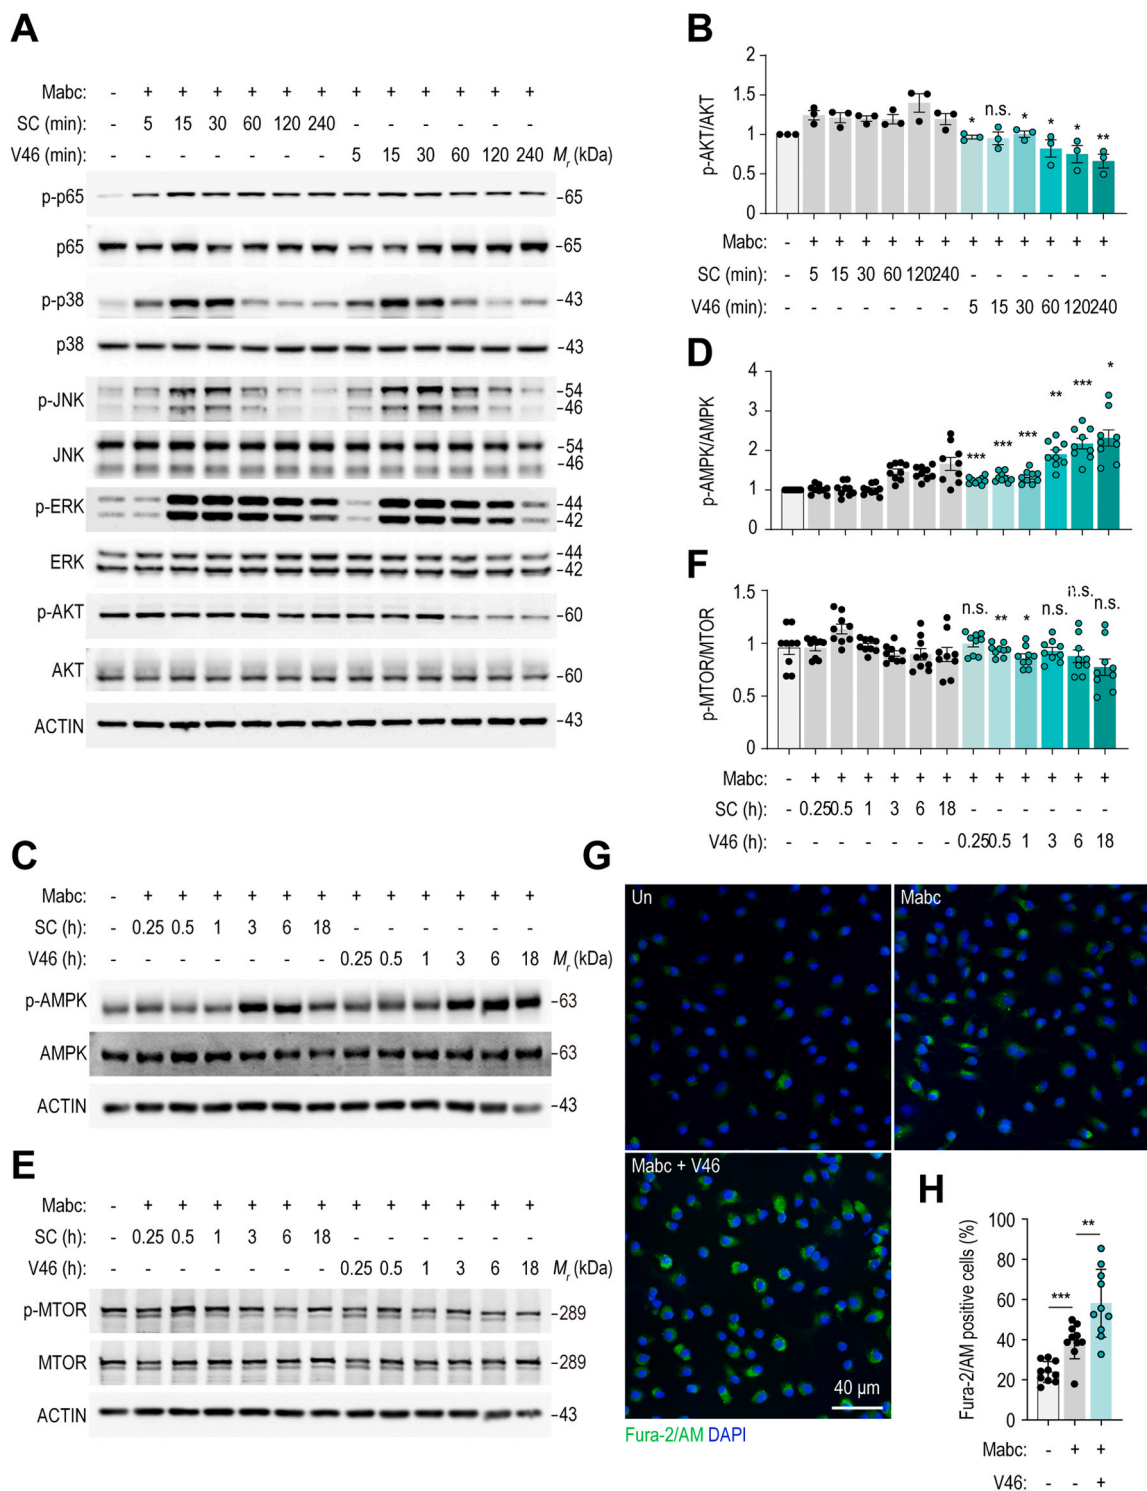 A
Mabc: - + + + + + + + + + + + +
SC (min): - 5 15 30 60 120 240 - - - - - -
V46 (min): - - - - - - - 5 15 30 60 120 240 Mr (kDa)
p-p65 -65
p65 -65
p-p38 -43
p38 -43
p-JNK -54
-46
JNK -54
-46
p-ERK -44
-42
ERK -44
-42
p-AKT -60
AKT -60
ACTIN -43
B
p-AKT/AKT
2
1.5
1
0.5
0
* n.s. * * * **
Mabc: - + + + + + + + + + + + +
SC (min): - 5 15 30 60 120 240 - - - - - -
V46 (min): - - - - - - - 5 15 30 60 120 240
C
Mabc: - + + + + + + + + + + + +
SC (h): - 0.25 0.5 1 3 6 18 - - - - - -
V46 (h): - - - - - - - 0.25 0.5 1 3 6 18 Mr (kDa)
p-AMPK -63
AMPK -63
ACTIN -43
D
p-AMPK/AMPK
4
3
2
1
0
*** *** *** ** *** *
E
Mabc: - + + + + + + + + + + + +
SC (h): - 0.25 0.5 1 3 6 18 - - - - - -
V46 (h): - - - - - - - 0.25 0.5 1 3 6 18 Mr (kDa)
p-MTOR -289
MTOR -289
ACTIN -43
F
p-MTOR/MTOR
1.5
1
0.5
0
n.s. ** * n.s. n.s. n.s.
Mabc: - + + + + + + + + + + + +
SC (h): - 0.25 0.5 1 3 6 18 - - - - - -
V46 (h): - - - - - - - 0.25 0.5 1 3 6 18
G
Un
Mabc
Mabc + V46
40 µm
Fura-2/AM DAPI
H
Fura-2/AM positive cells (%)
100
80
60
40
20
0
*** **
Mabc: - + +
V46: - - +